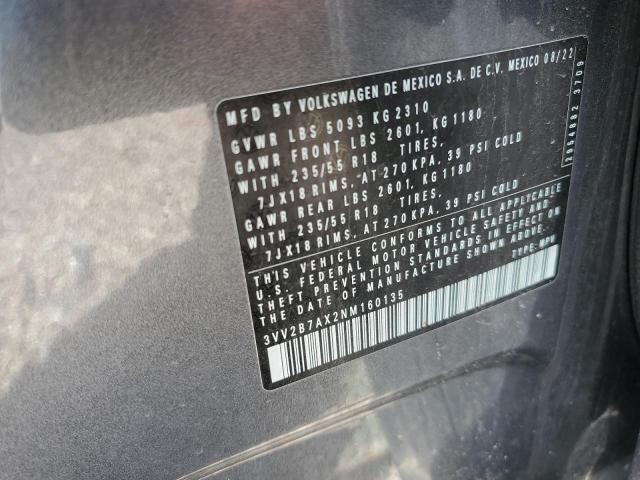 MFD BY VOLKSWAGEN DE MEXICO S.A. DE C.V. MEXICO 08/22
GVWR LBS 5093 KG 2310
GAWR FRONT LBS 2601, KG 1180
WITH 235/55 R18 TIRES,
7JX18 RIMS, AT 270 KPA, 39 PSI COLD
GAWR REAR LBS 2601, KG 1180
WITH 235/55 R18 TIRES,
7JX18 RIMS, AT 270 KPA, 39 PSI COLD
THIS VEHICLE CONFORMS TO ALL APPLICABLE
U.S. FEDERAL MOTOR VEHICLE SAFETY AND
THEFT PREVENTION STANDARDS IN EFFECT ON
THE DATE OF MANUFACTURE SHOWN ABOVE.
3VV2B7AX2NM160135 TYPE: MPV
2954992 3709